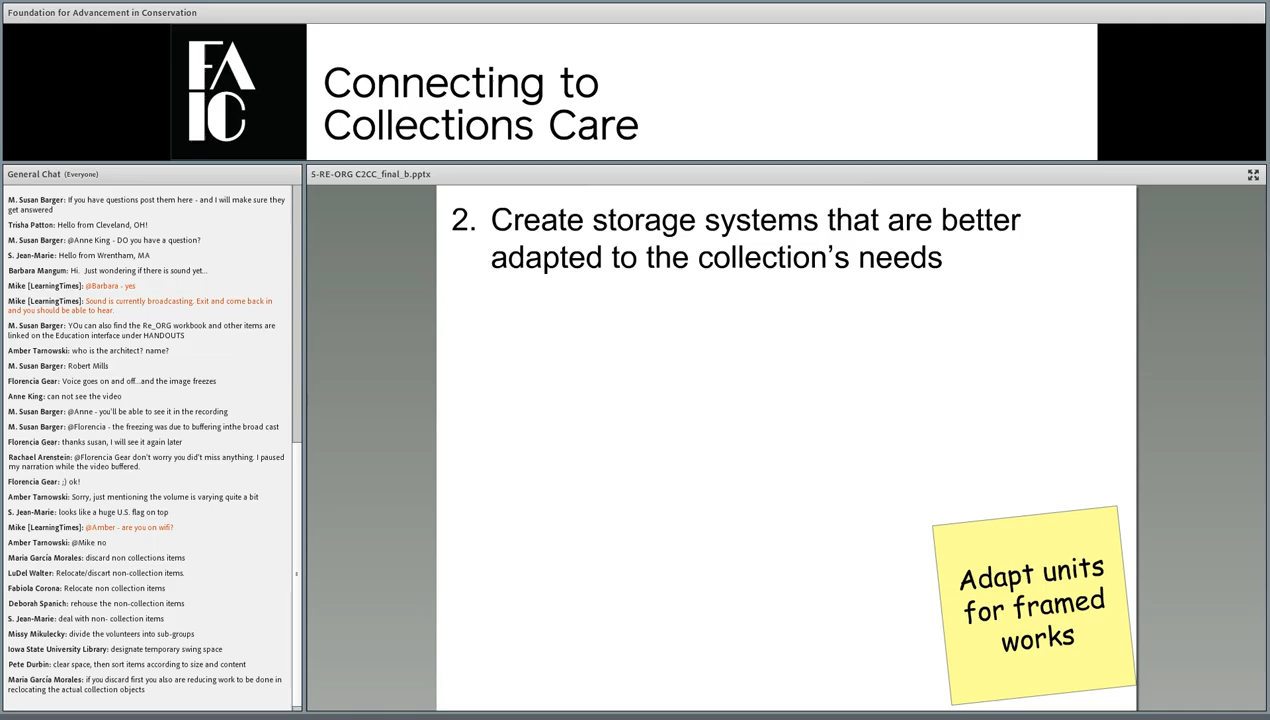 Foundation for Advancement in Conservation
FA
IC
Connecting to
Collections Care
General Chat (Everyone)
M. Susan Barger: If you have questions post them here - and I will make sure they
get answered
Trisha Patton: Hello from Cleveland, OH!
M. Susan Barger: @Anne King - DO you have a question?
S. Jean-Marie: Hello from Wrentham, MA
Barbara Mangum: Hi. Just wondering if there is sound yet...
Mike [LearningTimes]: @Barbara - yes
Mike [LearningTimes]: Sound is currently broadcasting. Exit and come back in
and you should be able to hear.
M. Susan Barger: YOu can also find the Re_ORG workbook and other items are
linked on the Education interface under HANDOUTS
Amber Tarnowski: who is the architect? name?
M. Susan Barger: Robert Mills
Florencia Gear: Voice goes on and off...and the image freezes
Anne King: can not see the video
M. Susan Barger: @Anne - you'll be able to see it in the recording
M. Susan Barger: @Florencia - the freezing was due to buffering inthe broad cast
Florencia Gear: thanks susan, I will see it again later
Rachael Arenstein: @Florencia Gear don't worry you did't miss anything. I paused
my narration while the video buffered.
Florencia Gear: ;) ok!
Amber Tarnowski: Sorry, just mentioning the volume is varying quite a bit
S. Jean-Marie: looks like a huge U.S. flag on top
Mike [LearningTimes]: @Amber - are you on wifi?
Amber Tarnowski: @Mike no
Maria García Morales: discard non collections items
LuDel Walter: Relocate/discart non-collection items.
Fabiola Corona: Relocate non collection items
Deborah Spanich: rehouse the non-collection items
S. Jean-Marie: deal with non- collection items
Missy Mikulecky: divide the volunteers into sub-groups
Iowa State University Library: designate temporary swing space
Pete Durbin: clear space, then sort items according to size and content
Maria García Morales: if you discard first you also are reducing work to be done in
reclocating the actual collection objects
5-RE-ORG C2CC_final_b.pptx
2. Create storage systems that are better
adapted to the collection’s needs
Adapt units
for framed
works